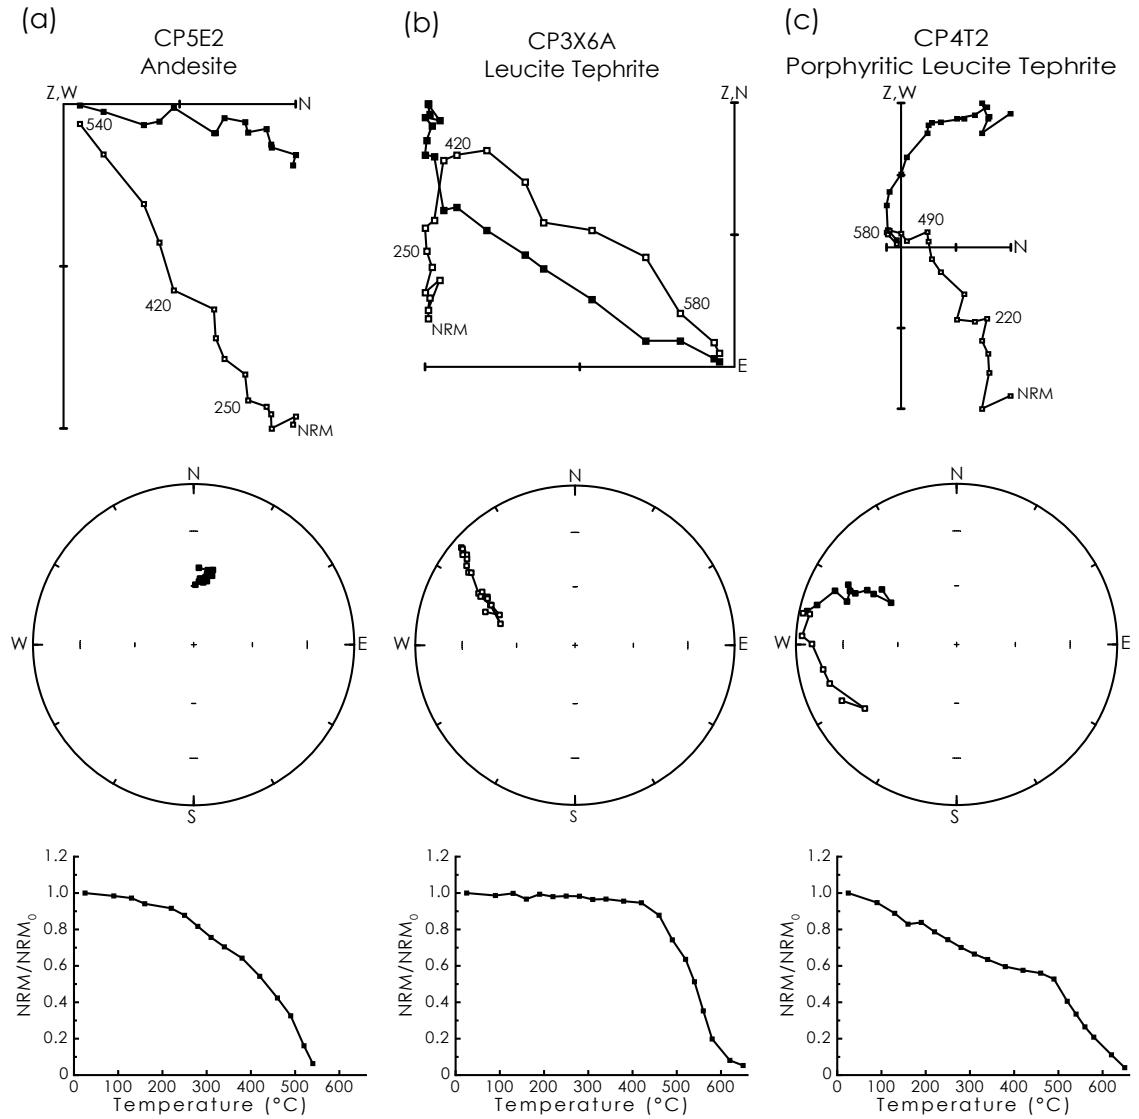 (a)
CP5E2
Andesite
(b)
CP3X6A
Leucite Tephrite
(c)
CP4T2
Porphyritic Leucite Tephrite
Z,W
N
540
420
250
NRM
Z,N
420
250
NRM
580
E
Z,W
490
580
N
220
NRM
N
W
E
S
N
W
E
S
N
W
E
S
1.2
1.0
0.8
0.6
0.4
0.2
0
NRM/NRM0
0 100 200 300 400 500 600
Temperature (°C)
1.2
1.0
0.8
0.6
0.4
0.2
0
NRM/NRM0
0 100 200 300 400 500 600
Temperature (°C)
1.2
1.0
0.8
0.6
0.4
0.2
0
NRM/NRM0
0 100 200 300 400 500 600
Temperature (°C)